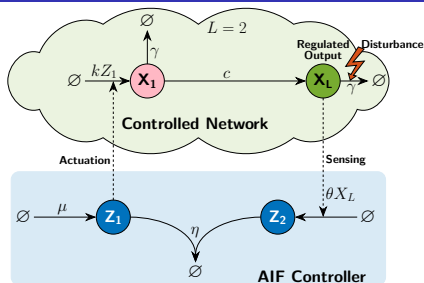 L = 2
∅
γ
Regulated Output
Disturbance
∅ kZ₁ X₁ c X_L γ ∅
Controlled Network
Actuation
Sensing
∅ μ Z₁ η Z₂ θX_L ∅
∅
AIF Controller